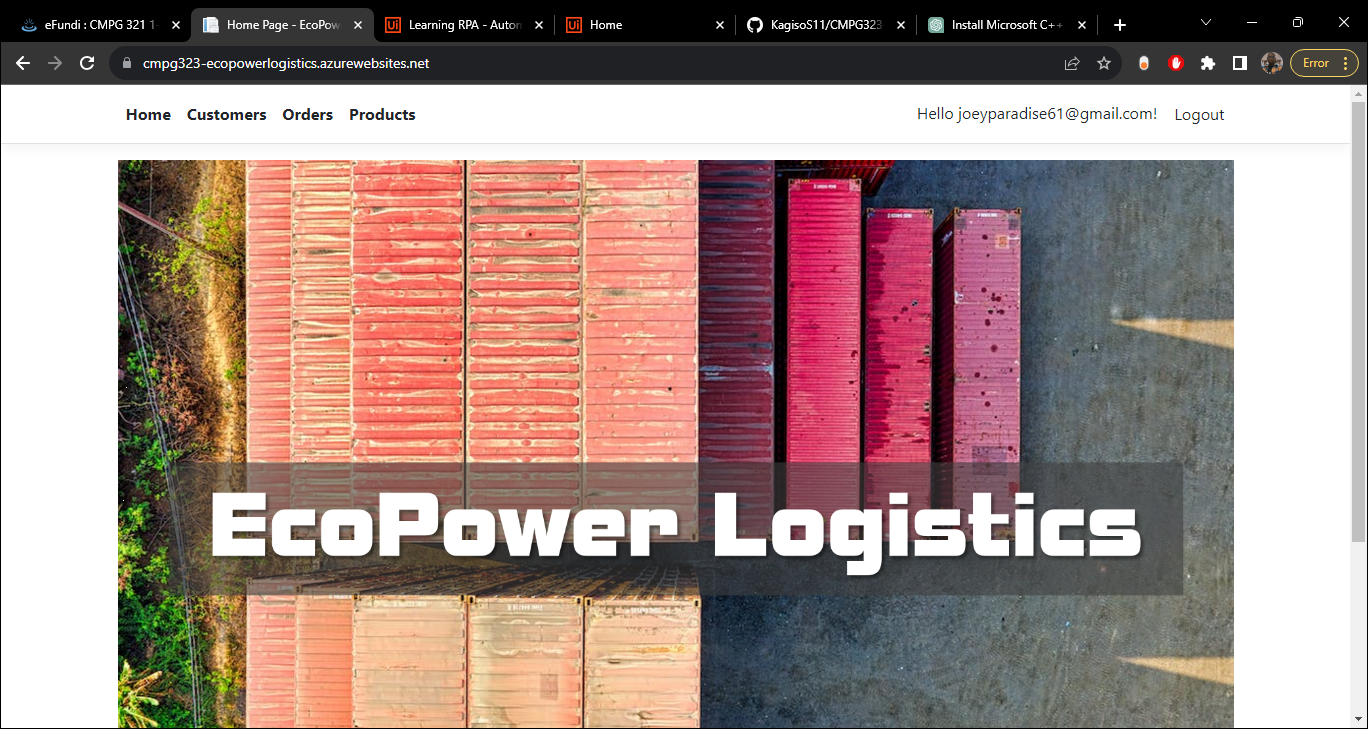 eFundi : CMPG 321 1-
Home Page - EcoPow
Learning RPA - Autom
Home
KagisoS11/CMPG323
Install Microsoft C++
cmpg323-ecopowerlogistics.azurewebsites.net
Error
Home Customers Orders Products
Hello joeyparadise61@gmail.com! Logout
EcoPower Logistics